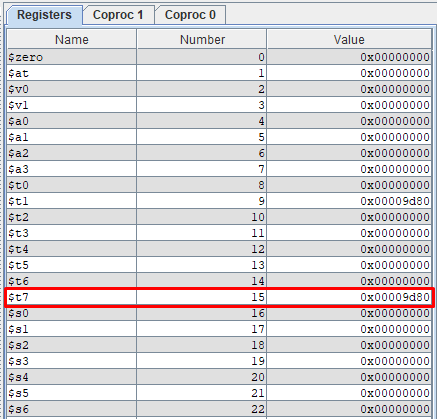 Registers Coproc 1 Coproc 0
Name Number Value
$zero 0 0x00000000
$at 1 0x00000000
$v0 2 0x00000000
$v1 3 0x00000000
$a0 4 0x00000000
$a1 5 0x00000000
$a2 6 0x00000000
$a3 7 0x00000000
$t0 8 0x00000000
$t1 9 0x00009d80
$t2 10 0x00000000
$t3 11 0x00000000
$t4 12 0x00000000
$t5 13 0x00000000
$t6 14 0x00000000
$t7 15 0x00009d80
$s0 16 0x00000000
$s1 17 0x00000000
$s2 18 0x00000000
$s3 19 0x00000000
$s4 20 0x00000000
$s5 21 0x00000000
$s6 22 0x00000000